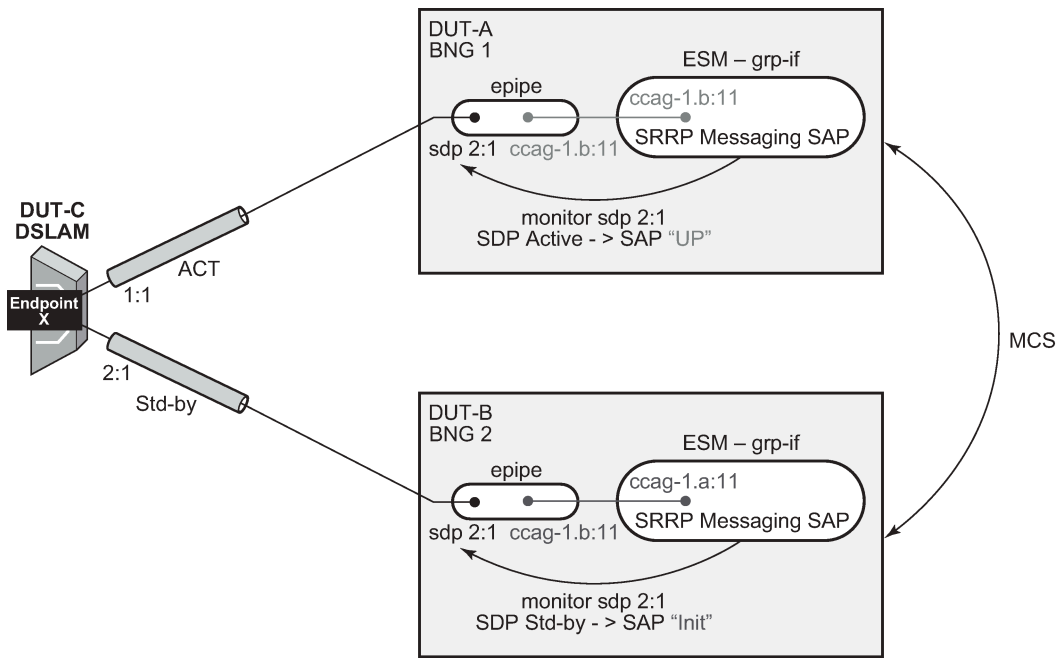 DUT-A
BNG 1
ESM – grp-if
epipe
ccag-1.b:11
SRRP Messaging SAP
sdp 2:1
ccag-1.b:11
monitor sdp 2:1
SDP Active - > SAP “UP”
DUT-C
DSLAM
Endpoint
X
ACT
1:1
2:1
Std-by
MCS
DUT-B
BNG 2
ESM – grp-if
epipe
ccag-1.a:11
SRRP Messaging SAP
sdp 2:1
ccag-1.b:11
monitor sdp 2:1
SDP Std-by - > SAP “Init”